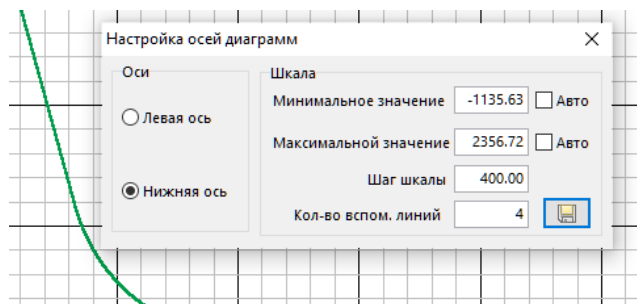 Настройка осей диаграмм
Оси
Левая ось
Нижняя ось
Шкала
Минимальное значение -1135.63 Авто
Максимальной значение 2356.72 Авто
Шаг шкалы 400.00
Кол-во вспом. линий 4